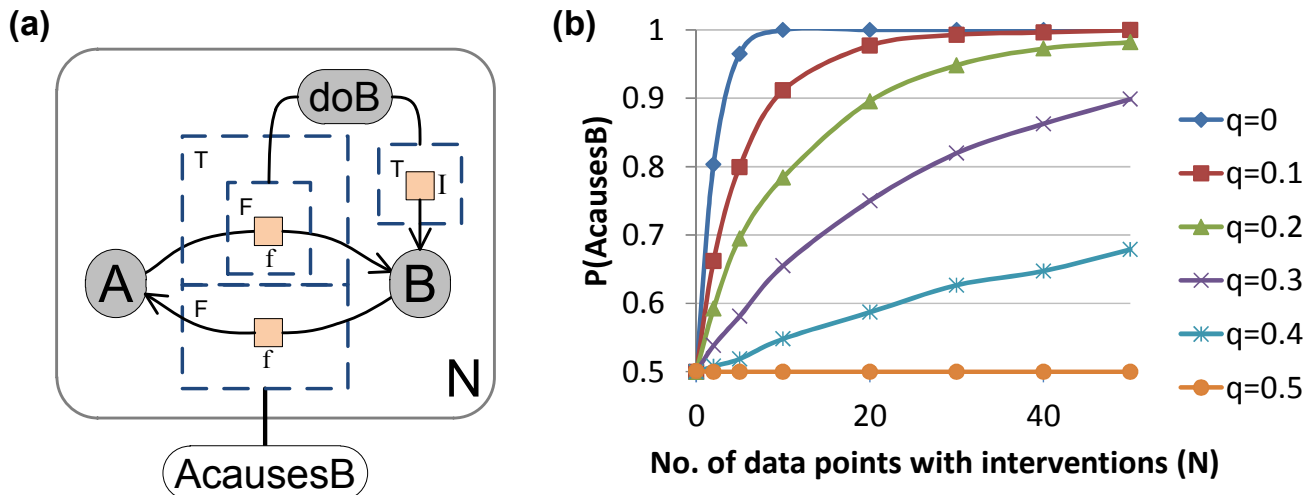 (a)
doB
T
T
I
F
f
A
B
F
f
N
AcausesB
(b)
P(AcausesB)
1
0.9
0.8
0.7
0.6
0.5
0
20
40
No. of data points with interventions (N)
q=0
q=0.1
q=0.2
q=0.3
q=0.4
q=0.5